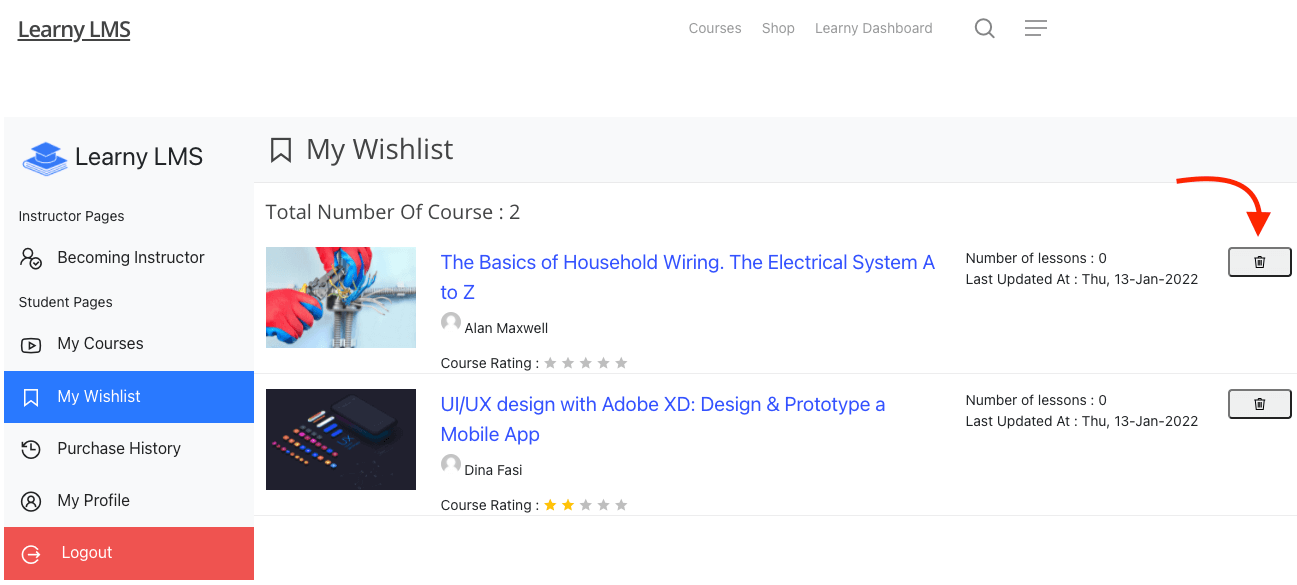 Learny LMS
Courses
Shop
Learny Dashboard
Learny LMS
Instructor Pages
Becoming Instructor
Student Pages
My Courses
My Wishlist
Purchase History
My Profile
Logout
My Wishlist
Total Number Of Course : 2
The Basics of Household Wiring. The Electrical System A
to Z
Alan Maxwell
Course Rating :
Number of lessons : 0
Last Updated At : Thu, 13-Jan-2022
UI/UX design with Adobe XD: Design & Prototype a
Mobile App
Dina Fasi
Course Rating :
Number of lessons : 0
Last Updated At : Thu, 13-Jan-2022